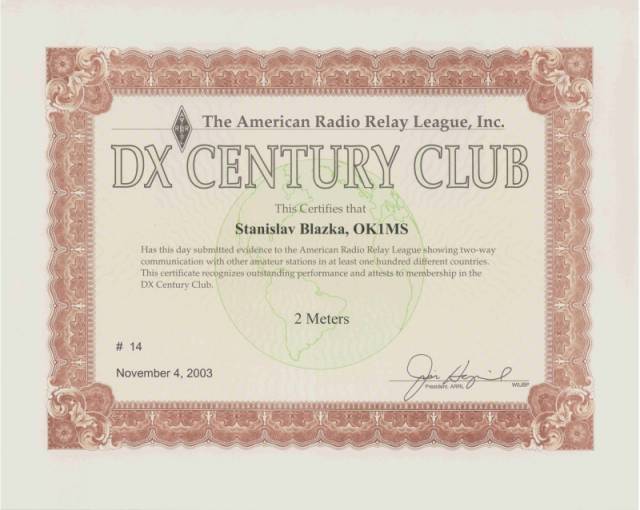 The American Radio Relay League, Inc.
DX CENTURY CLUB
This Certifies that
Stanislav Blazka, OK1MS
Has this day submitted evidence to the American Radio Relay League showing two-way
communication with other amateur stations in at least one hundred different countries.
This certificate recognizes outstanding performance and attests to membership in the
DX Century Club.
2 Meters
# 14
November 4, 2003
President, ARRL